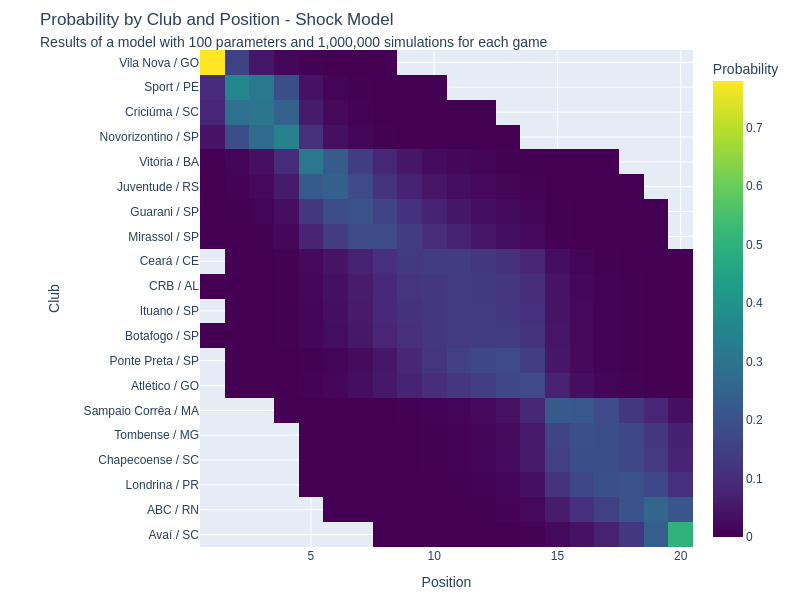 Probability by Club and Position - Shock Model
Results of a model with 100 parameters and 1,000,000 simulations for each game
Probability
Vila Nova / GO
Sport / PE
Criciúma / SC
Novorizontino / SP
Vitória / BA
Juventude / RS
Guarani / SP
Mirassol / SP
Ceará / CE
CRB / AL
Ituano / SP
Botafogo / SP
Ponte Preta / SP
Atlético / GO
Sampaio Corrêa / MA
Tombense / MG
Chapecoense / SC
Londrina / PR
ABC / RN
Avaí / SC
Club
0.7
0.6
0.5
0.4
0.3
0.2
0.1
0
5
10
15
20
Position